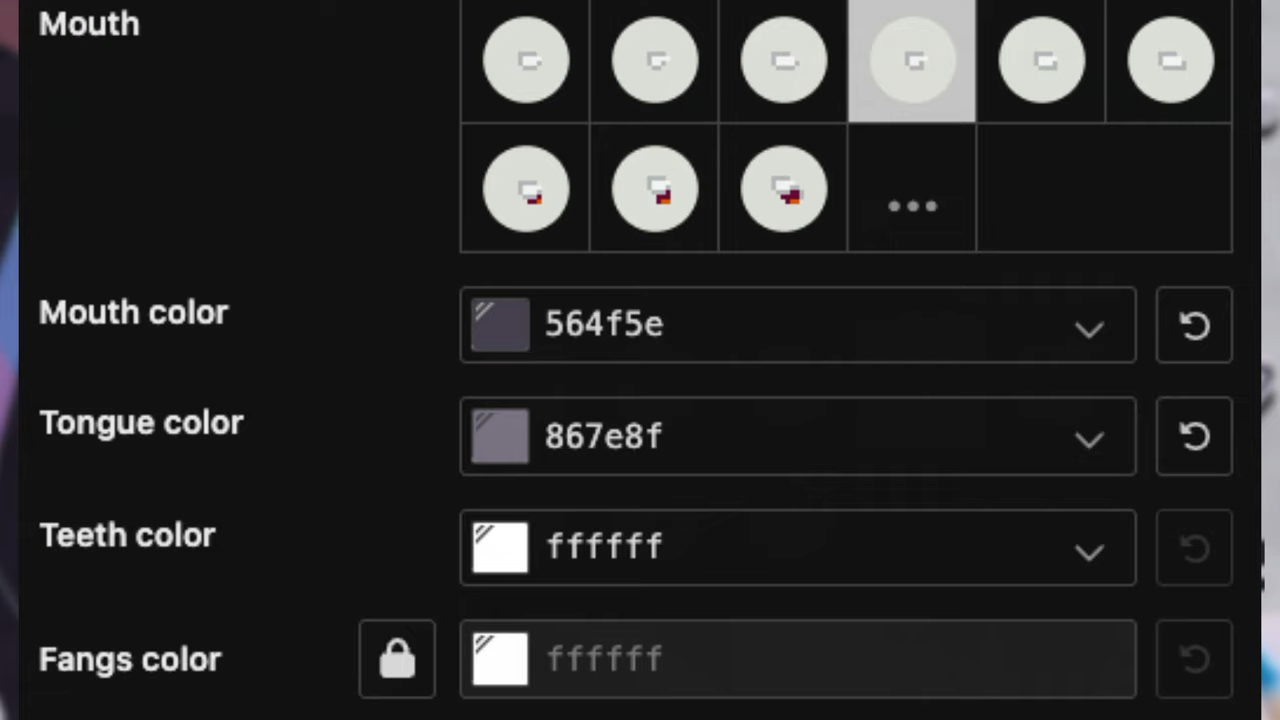 Mouth
...
Mouth color
564f5e
Tongue color
867e8f
Teeth color
ffffff
Fangs color
ffffff